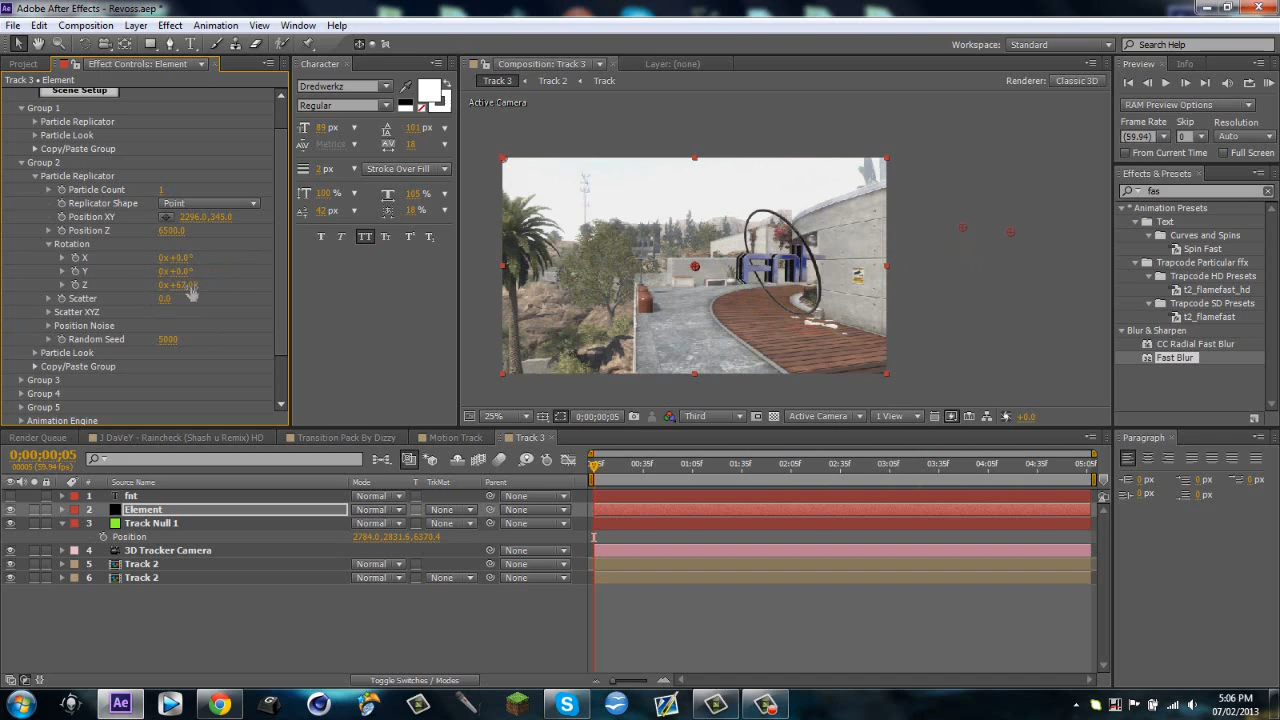 Adobe After Effects - Revoss.aep *
File Edit Composition Layer Effect Animation View Window Help
Workspace: Standard Search Help
Project Effect Controls: Element
Track 3 • Element
Scene Setup
Group 1
Particle Replicator
Particle Look
Copy/Paste Group
Group 2
Particle Replicator
Particle Count 1
Replicator Shape Point
Position XY 2296.0,345.0
Position Z 6500.0
Rotation
X 0x+0.0°
Y 0x+0.0°
Z
Scatter 0.0
Scatter XYZ
Position Noise
Random Seed 5000
Particle Look
Copy/Paste Group
Group 3
Group 4
Group 5
Animation Engine
Character
Dredwerkz
Regular
89 px 101 px
Metrics 18
2 px Stroke Over Fill
100 % 105 %
42 px 18 %
T T TT Tr T T
Composition: Track 3 Layer: (none)
Track 3 Track 2 Track Renderer: Classic 3D
Active Camera
25% 0;00;00;05 Third Active Camera 1 View +0.0
Preview Info
RAM Preview Options
Frame Rate Skip Resolution
(59.94) 0 Auto
From Current Time Full Screen
Effects & Presets
fas
* Animation Presets
Text
Curves and Spins
Spin Fast
Trapcode Particular ffx
Trapcode HD Presets
t2_flamefast_hd
Trapcode SD Presets
t2_flamefast
Blur & Sharpen
CC Radial Fast Blur
Fast Blur
Render Queue J DaVeY - Raincheck (Shash u Remix) HD Transition Pack By Dizzy Motion Track Track 3
0;00;00;05
00005 (59.94 fps)
00:35f 01:05f 01:35f 02:05f 02:35f 03:05f 03:35f 04:05f 04:35f 05:05f
# Source Name Mode T TrkMat Parent
1 T fnt Normal None
2 Element Normal None None
3 Track Null 1 Normal None None
Position 2784.0,2831.6,6370.4
4 3D Tracker Camera
5 Track 2 Normal None
6 Track 2 Normal None None
Toggle Switches / Modes
Paragraph
0 px 0 px 0 px
0 px 0 px
Ae
5:06 PM
07/02/2013